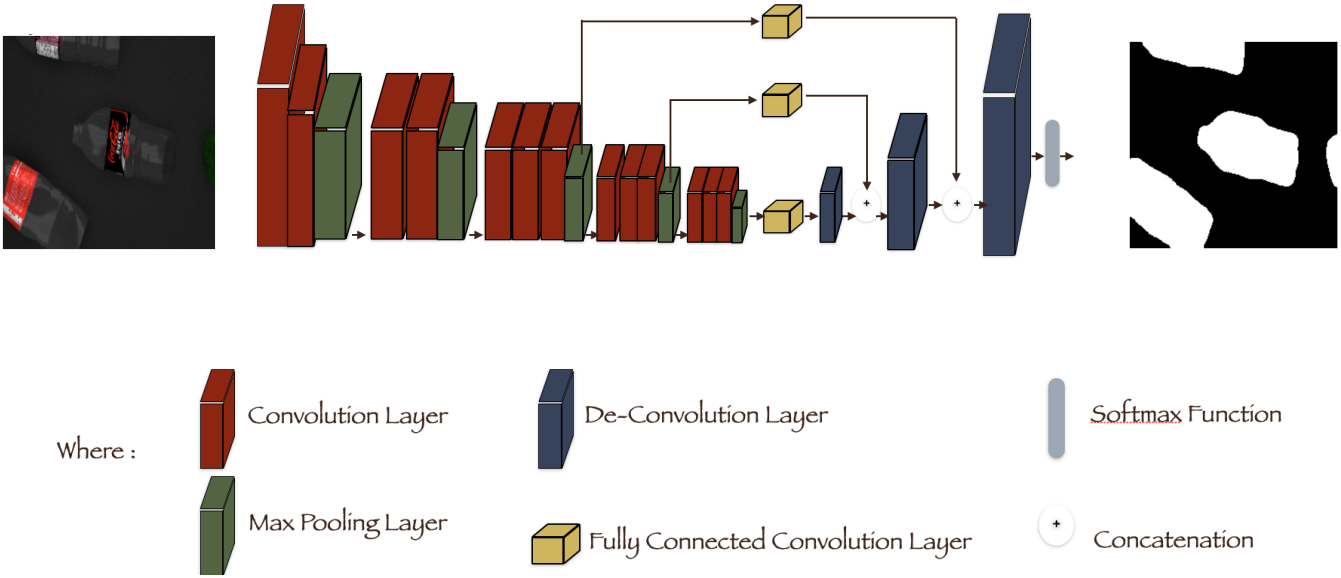 +
+
Convolution Layer
De-Convolution Layer
Softmax Function
Where :
Max Pooling Layer
Fully Connected Convolution Layer
+
Concatenation